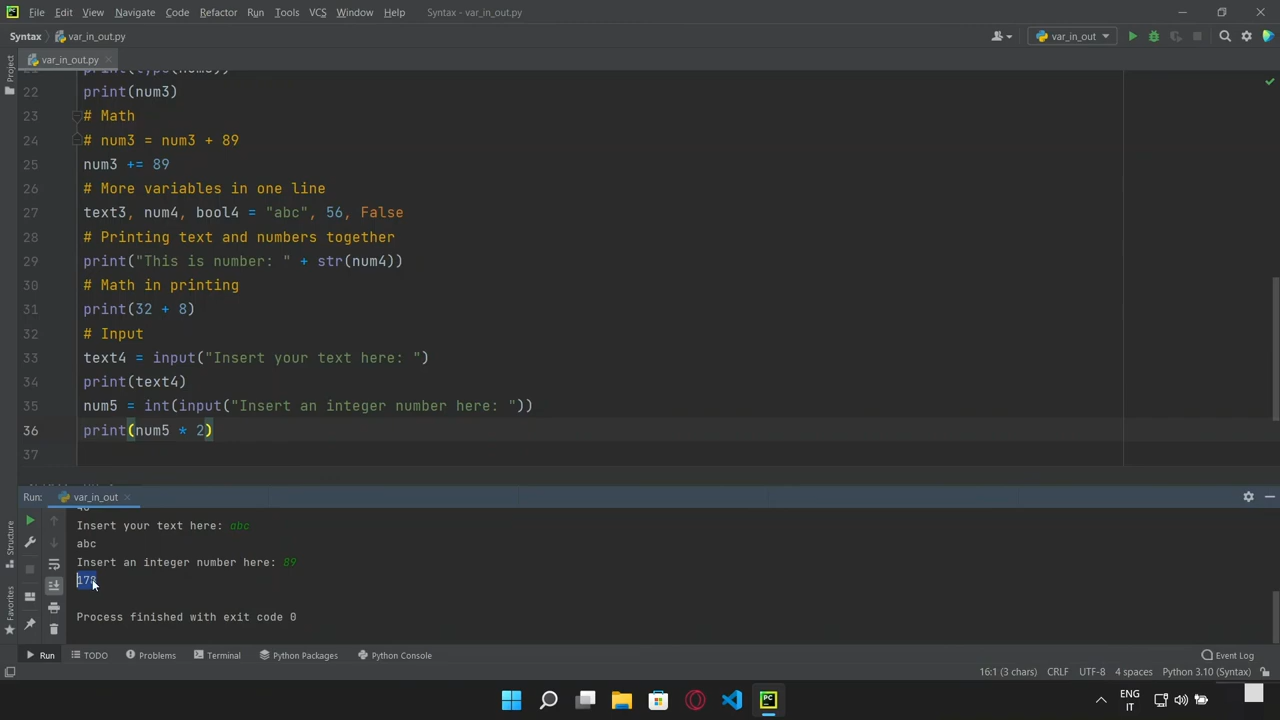 File Edit View Navigate Code Refactor Run Tools VCS Window Help Syntax - var_in_out.py
Syntax var_in_out.py var_in_out
Project
var_in_out.py
22 print(num3)
23 # Math
24 # num3 = num3 + 89
25 num3 += 89
26 # More variables in one line
27 text3, num4, bool4 = "abc", 56, False
28 # Printing text and numbers together
29 print("This is number: " + str(num4))
30 # Math in printing
31 print(32 + 8)
32 # Input
33 text4 = input("Insert your text here: ")
34 print(text4)
35 num5 = int(input("Insert an integer number here: "))
36 print(num5 * 2)
37
Run: var_in_out
Insert your text here: abc
abc
Insert an integer number here: 89
178
Process finished with exit code 0
Structure
Favorites
Run TODO Problems Terminal Python Packages Python Console Event Log
16:1 (3 chars) CRLF UTF-8 4 spaces Python 3.10 (Syntax)
PC
ENG
IT